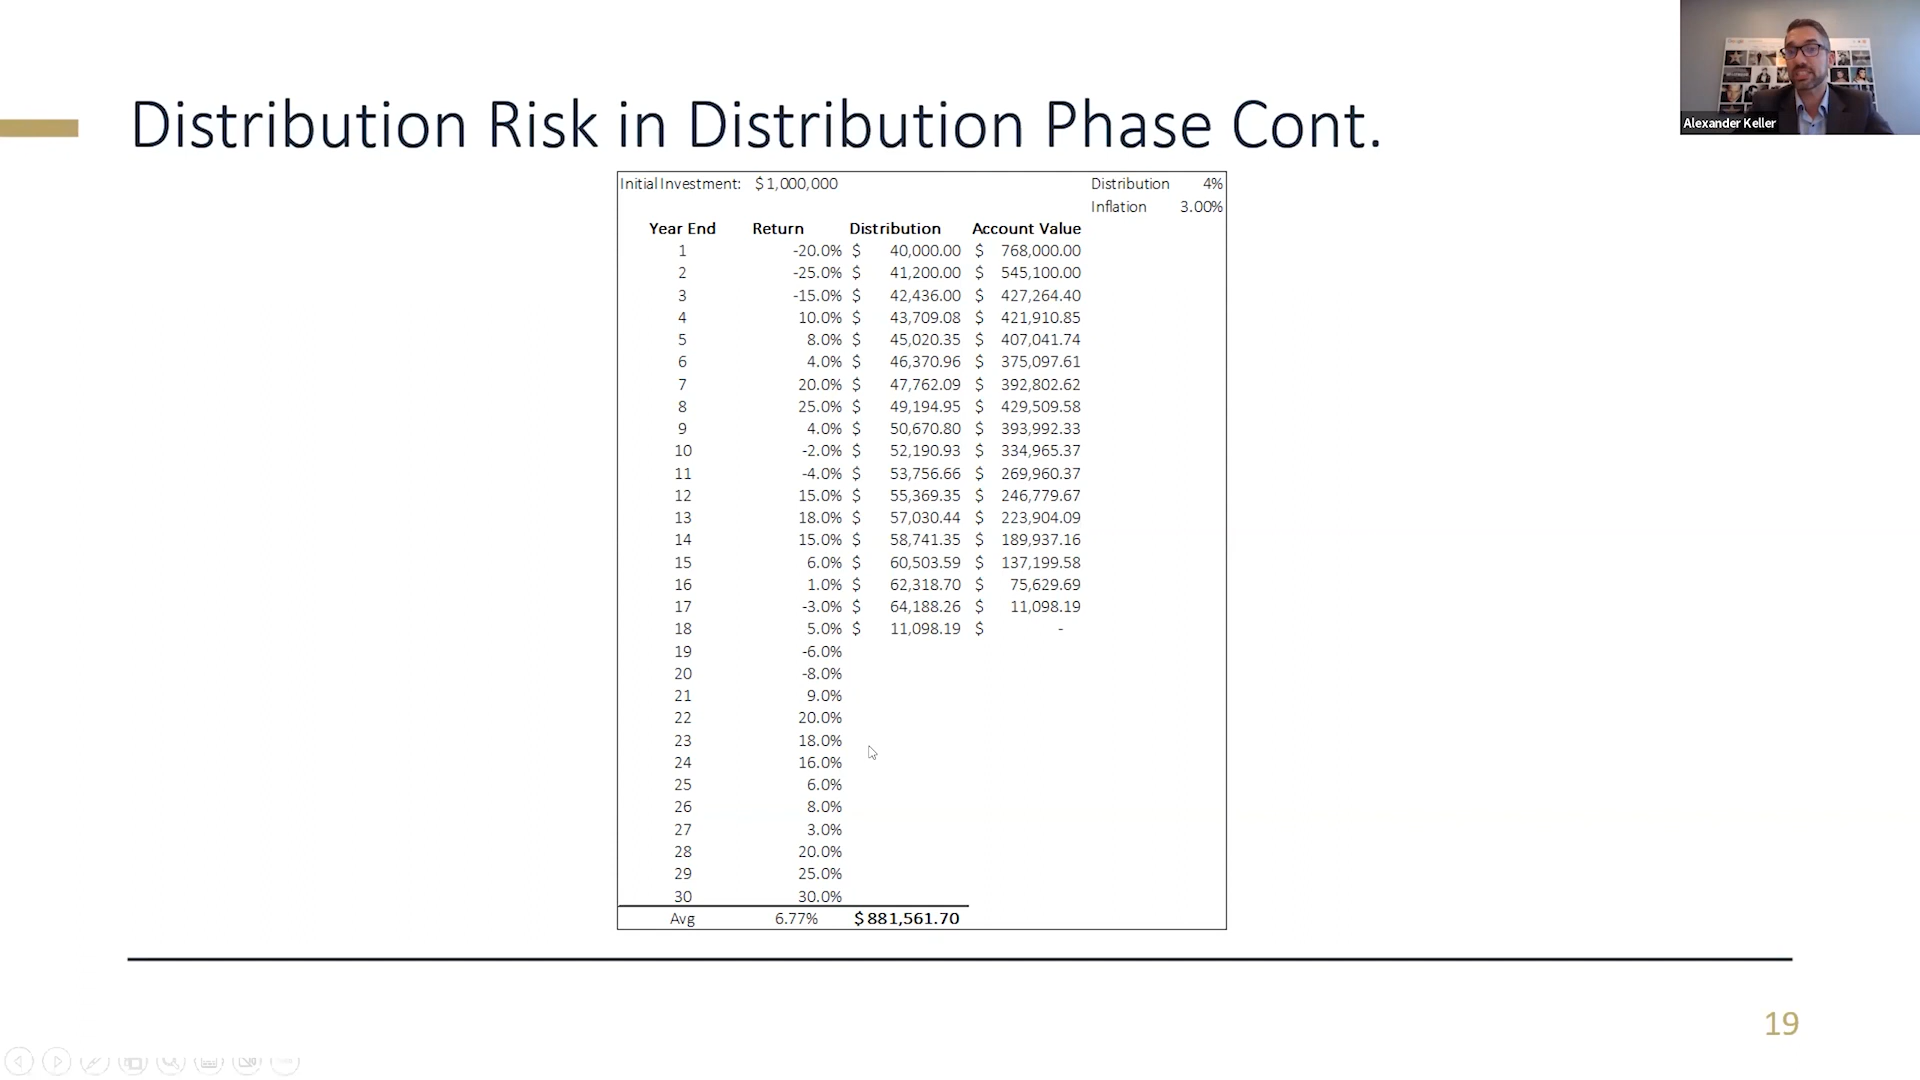 Alexander Keller
Distribution Risk in Distribution Phase Cont.
Initial Investment: $ 1,000,000 Distribution 4%
Inflation 3.00%
Year End Return Distribution Account Value
1 -20.0% $ 40,000.00 $ 768,000.00
2 -25.0% $ 41,200.00 $ 545,100.00
3 -15.0% $ 42,436.00 $ 427,264.40
4 10.0% $ 43,709.08 $ 421,910.85
5 8.0% $ 45,020.35 $ 407,041.74
6 4.0% $ 46,370.96 $ 375,097.61
7 20.0% $ 47,762.09 $ 392,802.62
8 25.0% $ 49,194.95 $ 429,509.58
9 4.0% $ 50,670.80 $ 393,992.33
10 -2.0% $ 52,190.93 $ 334,965.37
11 -4.0% $ 53,756.66 $ 269,960.37
12 15.0% $ 55,369.35 $ 246,779.67
13 18.0% $ 57,030.44 $ 223,904.09
14 15.0% $ 58,741.35 $ 189,937.16
15 6.0% $ 60,503.59 $ 137,199.58
16 1.0% $ 62,318.70 $ 75,629.69
17 -3.0% $ 64,188.26 $ 11,098.19
18 5.0% $ 11,098.19 $ -
19 -6.0%
20 -8.0%
21 9.0%
22 20.0%
23 18.0%
24 16.0%
25 6.0%
26 8.0%
27 3.0%
28 20.0%
29 25.0%
30 30.0%
Avg 6.77% $ 881,561.70
19